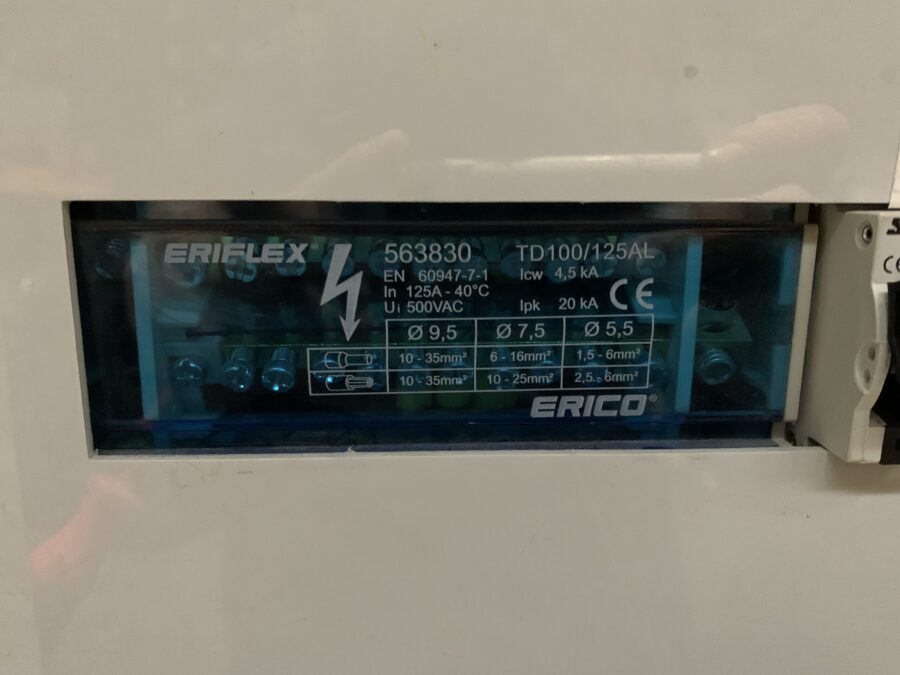 ERIFLEX® 563830 TD100/125AL
EN 60947-7-1 Icw 4,5 kA
In 125A - 40°C
Ui 500VAC Ipk 20 kA CE
Ø 9,5 Ø 7,5 Ø 5,5
10 - 35mm² 6 - 16mm² 1,5 - 6mm²
10 - 35mm² 10 - 25mm² 2,5 - 6mm²
ERICO®
CE